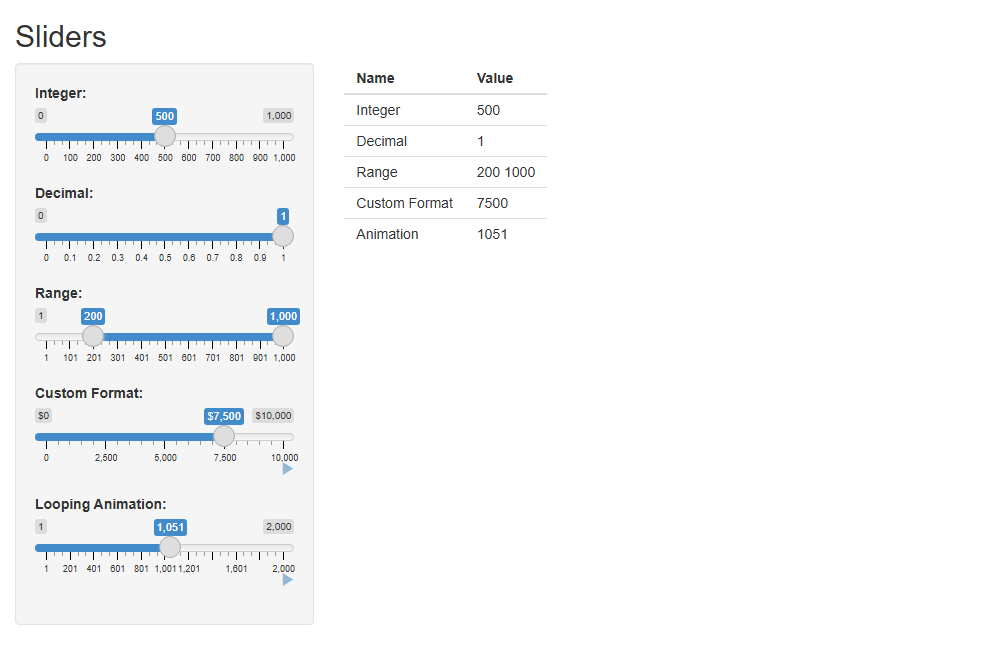 Sliders
Integer:
0 500 1,000
0 100 200 300 400 500 600 700 800 900 1,000
Decimal:
0 1
0 0.1 0.2 0.3 0.4 0.5 0.6 0.7 0.8 0.9 1
Range:
1 200 1,000
1 101 201 301 401 501 601 701 801 901 1,000
Custom Format:
$0 $7,500 $10,000
0 2,500 5,000 7,500 10,000
Looping Animation:
1 1,051 2,000
1 201 401 601 801 1,001 1,201 1,601 2,000
Name Value
Integer 500
Decimal 1
Range 200 1000
Custom Format 7500
Animation 1051